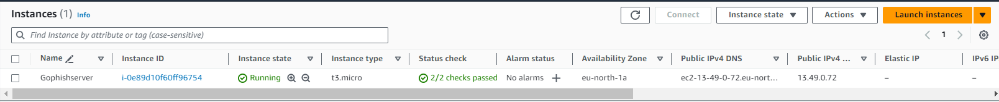 Instances (1) Info
Connect Instance state Actions Launch instances
Find Instance by attribute or tag (case-sensitive)
1
Name Instance ID Instance state Instance type Status check Alarm status Availability Zone Public IPv4 DNS Public IPv4 ... Elastic IP IPv6 IP
Gophishserver i-0e89d10f60ff96754 Running t3.micro 2/2 checks passed No alarms + eu-north-1a ec2-13-49-0-72.eu-nort... 13.49.0.72 – –